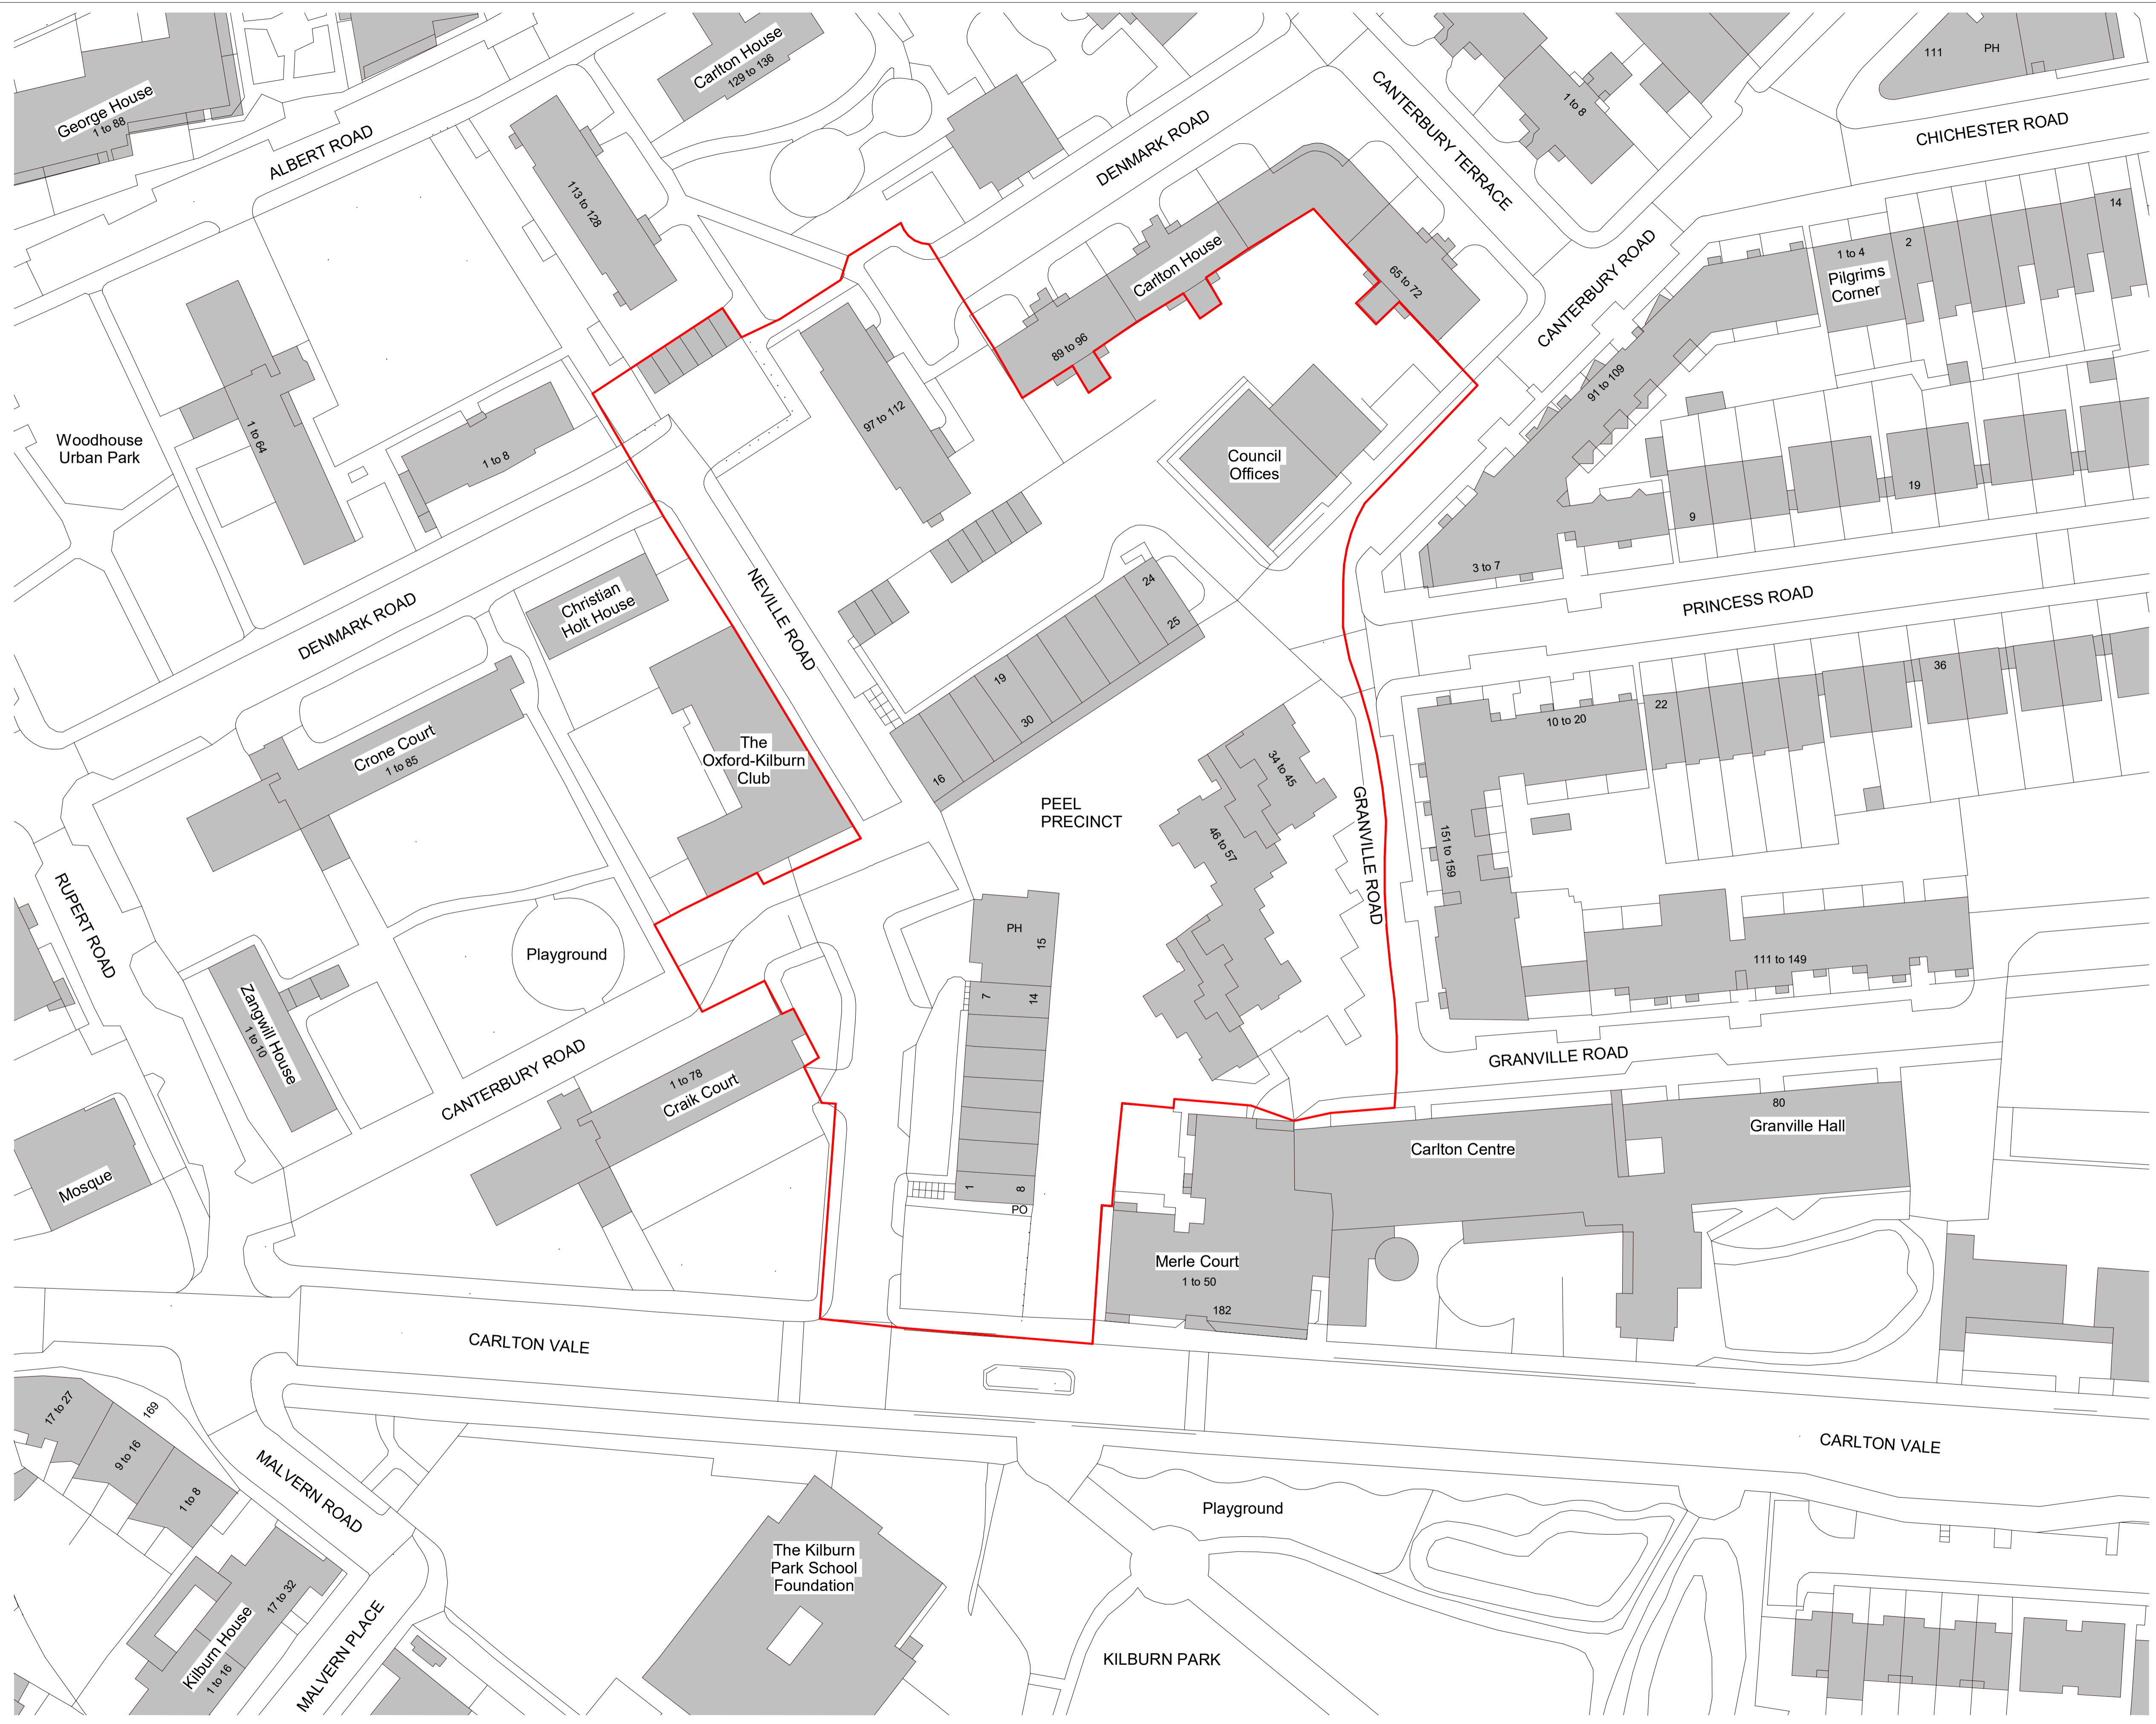 George House
1 to 88
ALBERT ROAD
Carlton House
129 to 136
113 to 128
DENMARK ROAD
CANTERBURY TERRACE
1 to 8
111
PH
CHICHESTER ROAD
14
2
1 to 4
Pilgrims
Corner
CANTERBURY ROAD
Carlton House
65 to 72
89 to 96
97 to 112
Council
Offices
91 to 109
19
9
3 to 7
PRINCESS ROAD
Woodhouse
Urban Park
1 to 64
1 to 8
DENMARK ROAD
Christian
Holt House
NEVILLE ROAD
24
25
19
30
16
The
Oxford-Kilburn
Club
Crone Court
1 to 85
PEEL
PRECINCT
34 to 45
46 to 57
GRANVILLE ROAD
10 to 20
22
36
151 to 159
111 to 149
GRANVILLE ROAD
RUPERT ROAD
Playground
Zangwill House
1 to 10
CANTERBURY ROAD
1 to 78
Craik Court
PH
15
7
14
1
8
PO
Mosque
80
Granville Hall
Carlton Centre
Merle Court
1 to 50
182
CARLTON VALE
CARLTON VALE
17 to 27
169
9 to 16
1 to 8
MALVERN ROAD
Playground
The Kilburn
Park School
Foundation
17 to 32
Kilburn House
1 to 16
MALVERN PLACE
KILBURN PARK